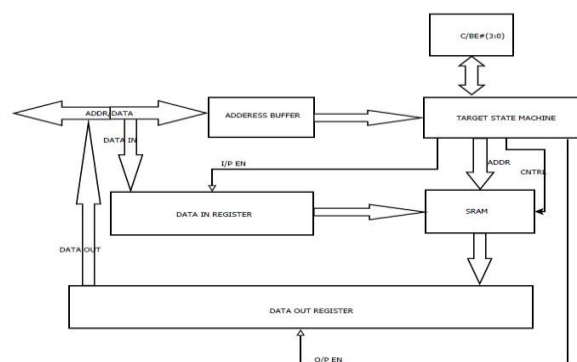 C/BE#(3:0)
ADDR/DATA
ADDERESS BUFFER
TARGET STATE MACHINE
DATA IN
I/P EN
ADDR
CNTRL
DATA IN REGISTER
SRAM
DATA OUT
DATA OUT REGISTER
O/P EN